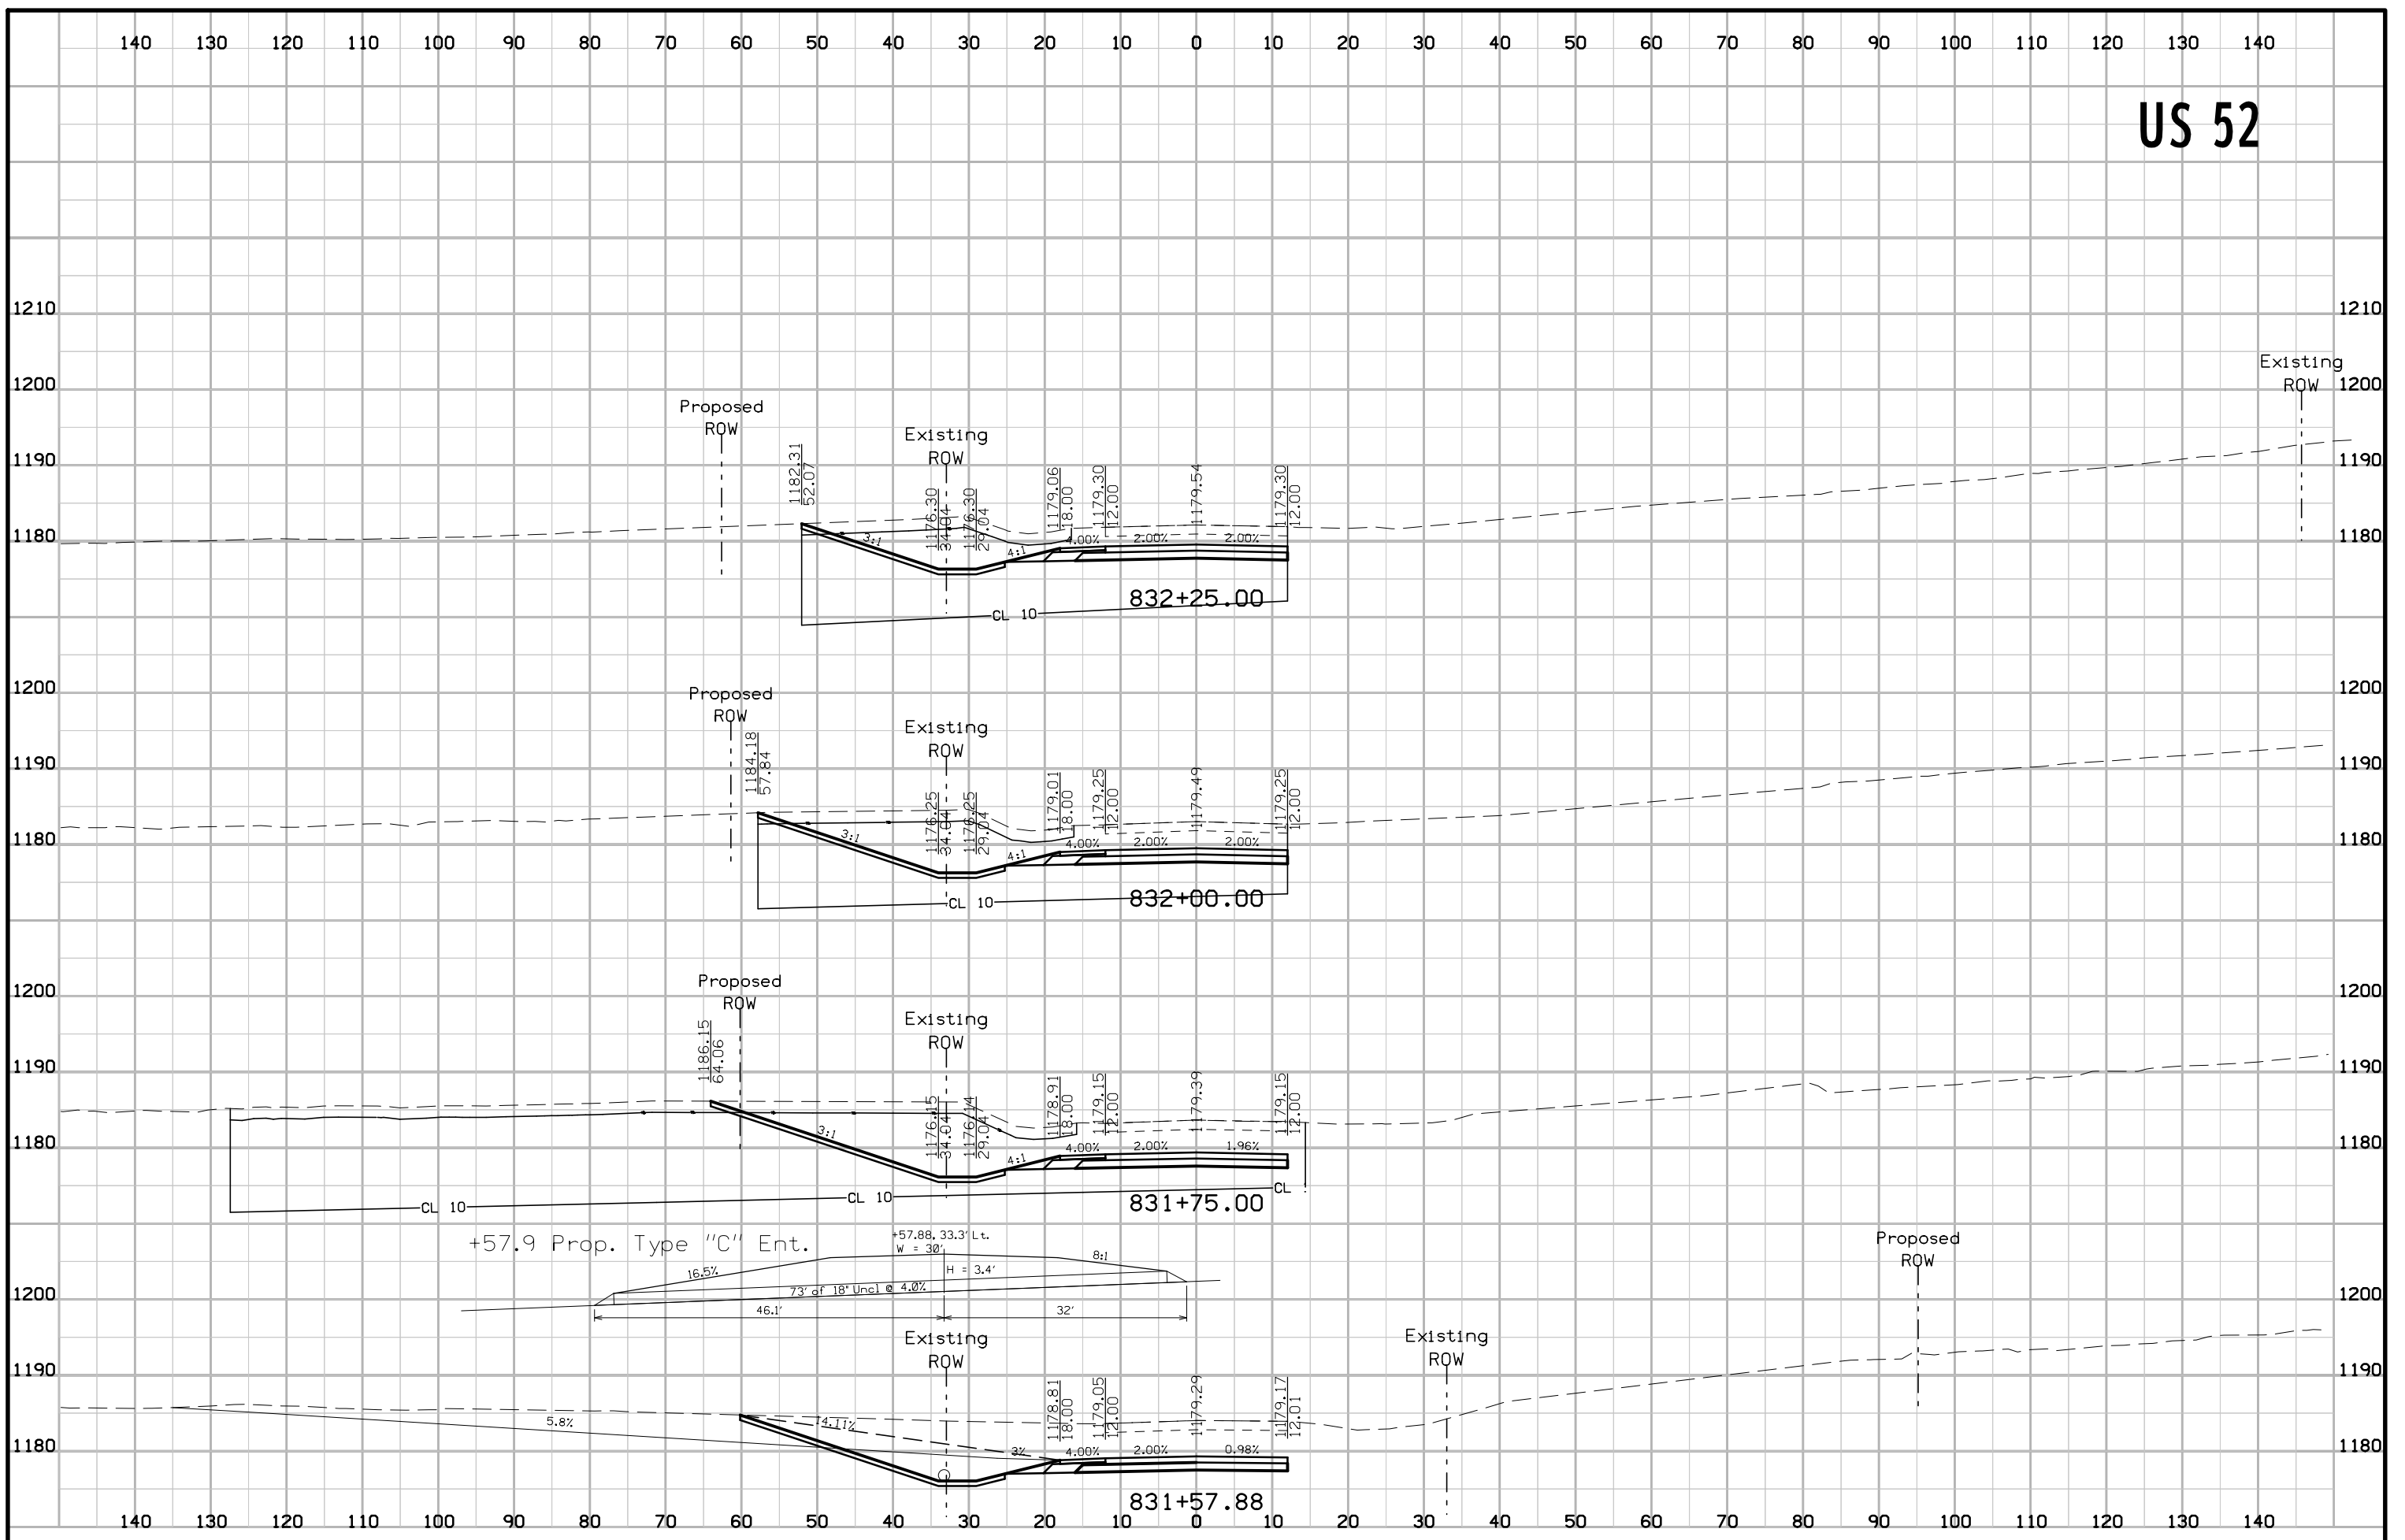 140 130 120 110 100 90 80 70 60 50 40 30 20 10 0 10 20 30 40 50 60 70 80 90 100 110 120 130 140
US 52
1210 1210
1200 1200
Existing
ROW
Proposed
ROW
Existing
ROW
1190 1190
1182.31
52.07
1176.30
34.04
1176.30
29.04
1179.06
18.00
1179.30
12.00
1179.54
1179.30
12.00
1180 1180
3:1
4:1
4.00%
2.00%
2.00%
832+25.00
CL 10
1200 1200
Proposed
ROW
Existing
ROW
1190 1190
1184.18
57.84
1176.25
34.04
1176.25
29.04
1179.01
18.00
1179.25
12.00
1179.49
1179.25
12.00
1180 1180
3:1
4:1
4.00%
2.00%
2.00%
832+00.00
CL 10
1200 1200
Proposed
ROW
Existing
ROW
1190 1190
1186.15
64.06
1176.15
34.04
1176.14
29.04
1178.91
18.00
1179.15
12.00
1179.39
1179.15
12.00
1180 1180
3:1
4:1
4.00%
2.00%
1.96%
CL 10
CL 10
CL
831+75.00
+57.9 Prop. Type "C" Ent.
+57.88, 33.3' Lt.
W = 30'
16.5%
8:1
H = 3.4'
73' of 18" Uncl @ 4.0%
46.1'
32'
Proposed
ROW
1200 1200
Existing
ROW
Existing
ROW
1190 1190
1178.81
18.00
1179.05
12.00
1179.29
1179.17
12.01
5.8%
14.11%
3%
4.00%
2.00%
0.98%
1180 1180
831+57.88
140 130 120 110 100 90 80 70 60 50 40 30 20 10 0 10 20 30 40 50 60 70 80 90 100 110 120 130 140